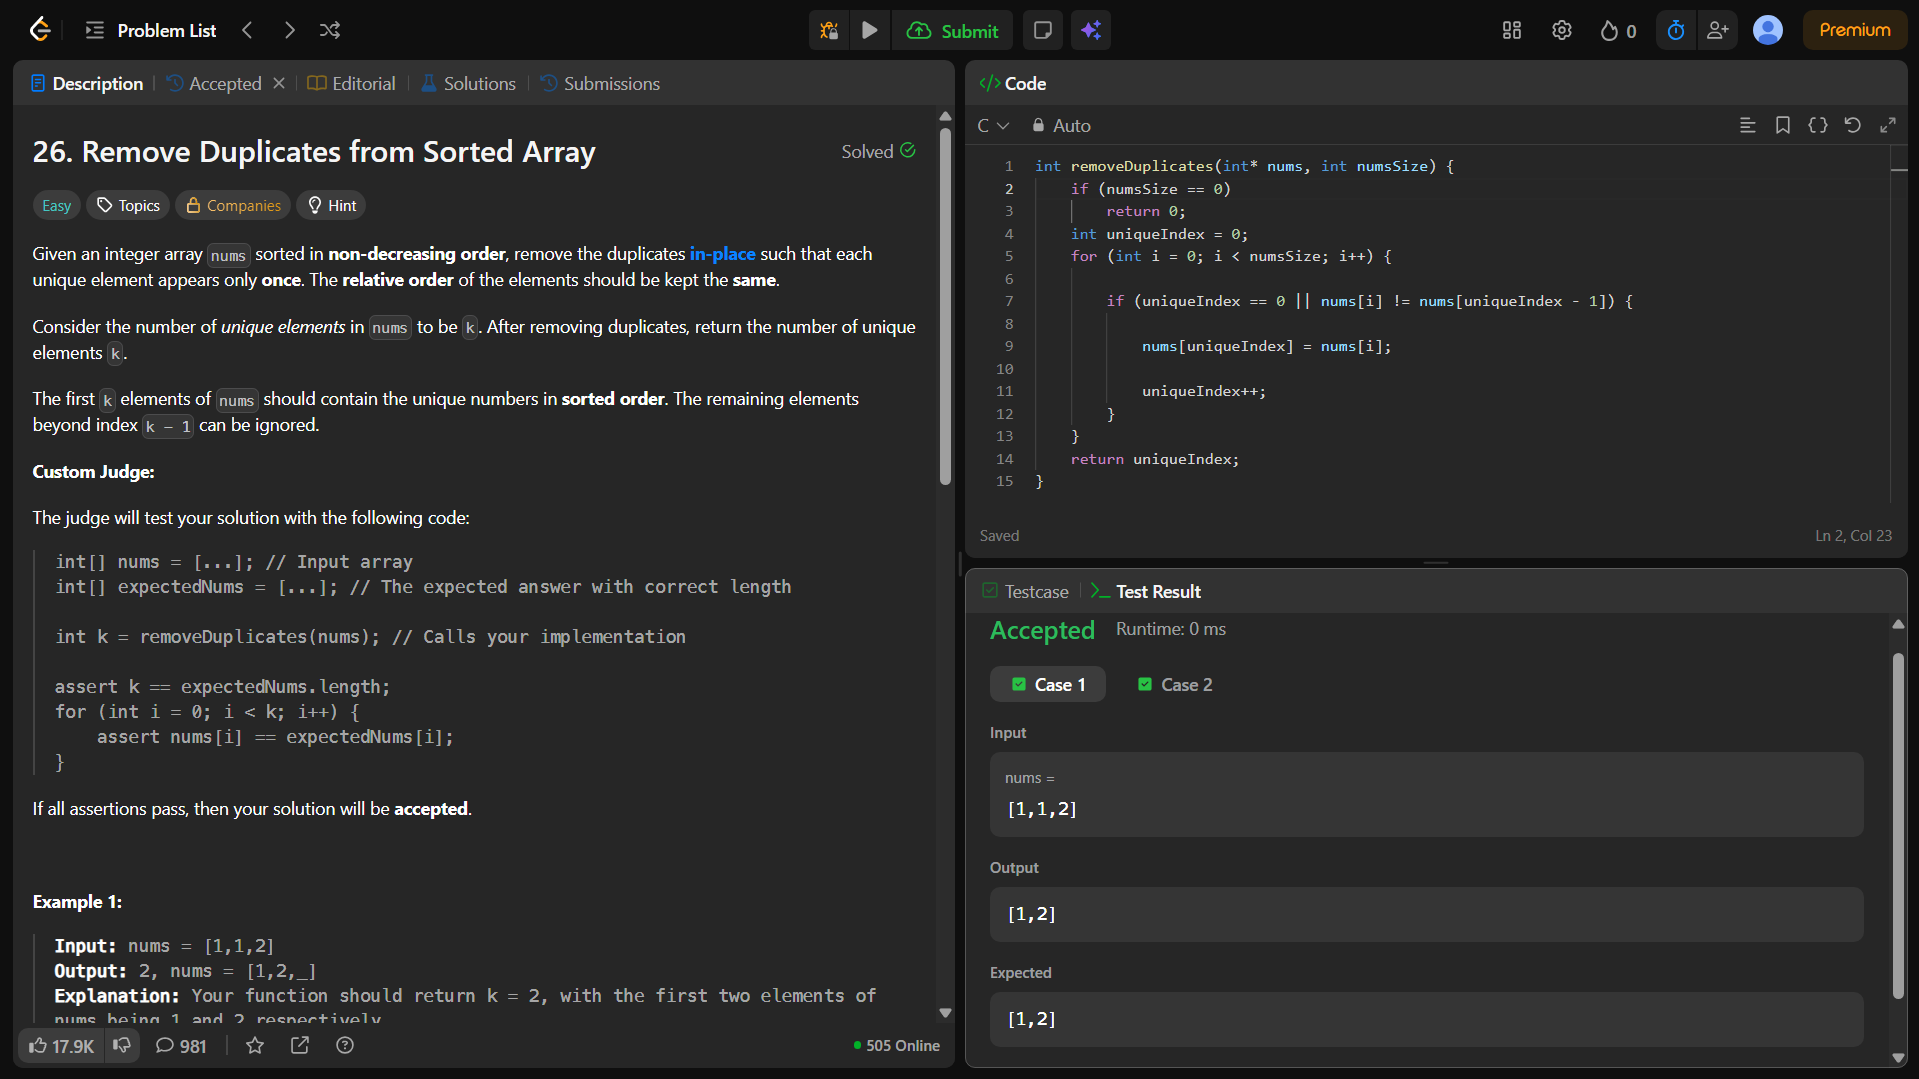 Problem List
Submit
0
Premium
Description
Accepted
Editorial
Solutions
Submissions
26. Remove Duplicates from Sorted Array
Solved
Easy
Topics
Companies
Hint
Given an integer array nums sorted in non-decreasing order, remove the duplicates in-place such that each
unique element appears only once. The relative order of the elements should be kept the same.
Consider the number of unique elements in nums to be k. After removing duplicates, return the number of unique
elements k.
The first k elements of nums should contain the unique numbers in sorted order. The remaining elements
beyond index k - 1 can be ignored.
Custom Judge:
The judge will test your solution with the following code:
int[] nums = [...]; // Input array
int[] expectedNums = [...]; // The expected answer with correct length
int k = removeDuplicates(nums); // Calls your implementation
assert k == expectedNums.length;
for (int i = 0; i < k; i++) {
    assert nums[i] == expectedNums[i];
}
If all assertions pass, then your solution will be accepted.
Example 1:
Input: nums = [1,1,2]
Output: 2, nums = [1,2,_]
Explanation: Your function should return k = 2, with the first two elements of
nums being 1 and 2 respectively
17.9K
981
505 Online
Code
C
Auto
1 int removeDuplicates(int* nums, int numsSize) {
2     if (numsSize == 0)
3         return 0;
4     int uniqueIndex = 0;
5     for (int i = 0; i < numsSize; i++) {
6
7         if (uniqueIndex == 0 || nums[i] != nums[uniqueIndex - 1]) {
8
9             nums[uniqueIndex] = nums[i];
10
11             uniqueIndex++;
12         }
13     }
14     return uniqueIndex;
15 }
Saved
Ln 2, Col 23
Testcase
Test Result
Accepted
Runtime: 0 ms
Case 1
Case 2
Input
nums =
[1,1,2]
Output
[1,2]
Expected
[1,2]